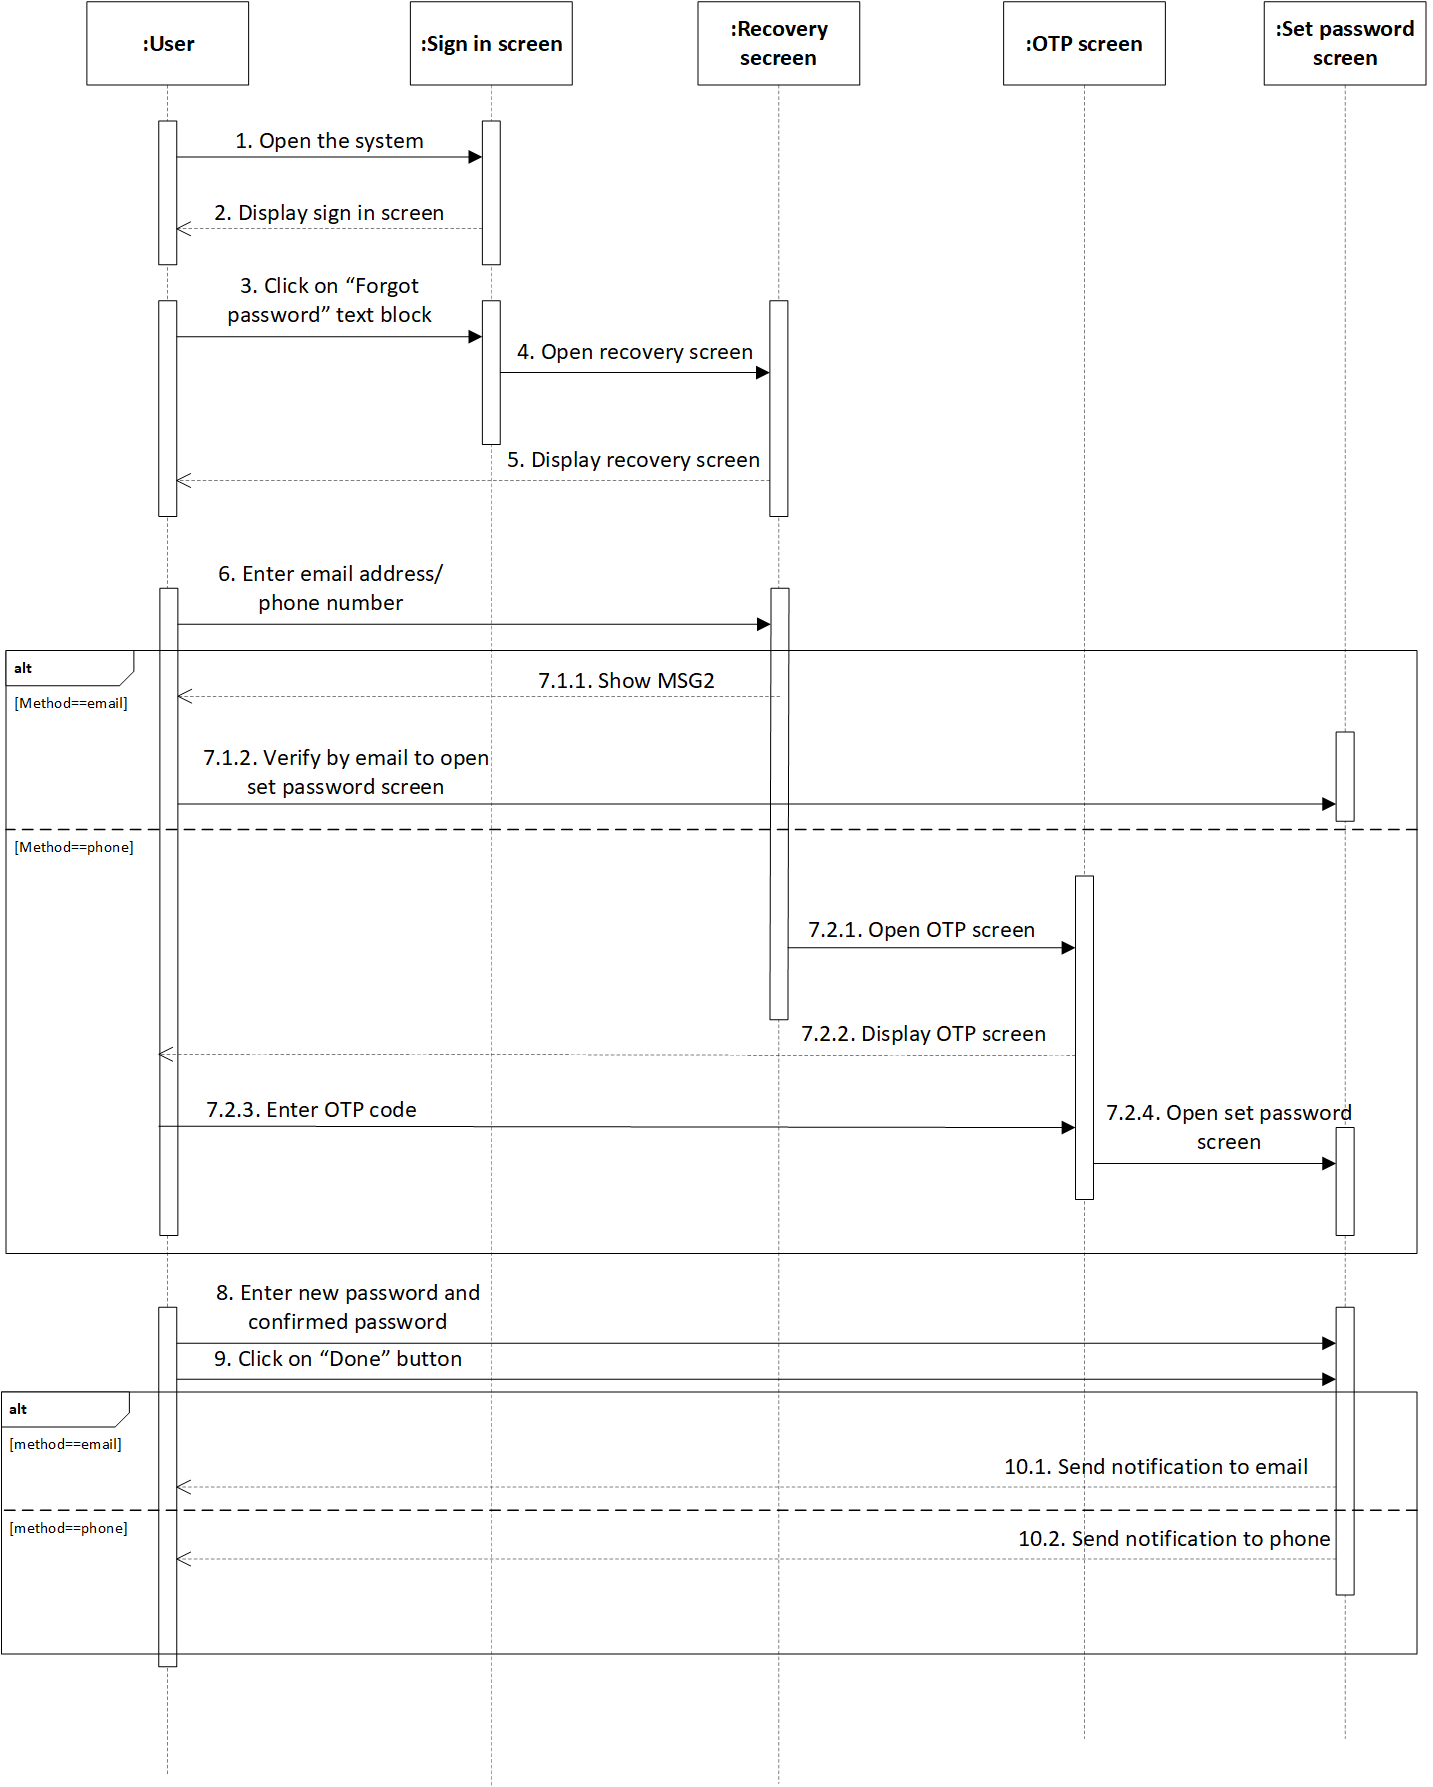 :User
:Sign in screen
:Recovery
secreen
:OTP screen
:Set password
screen
1. Open the system
2. Display sign in screen
3. Click on “Forgot
password” text block
4. Open recovery screen
5. Display recovery screen
6. Enter email address/
phone number
alt
[Method==email]
7.1.1. Show MSG2
7.1.2. Verify by email to open
set password screen
[Method==phone]
7.2.1. Open OTP screen
7.2.2. Display OTP screen
7.2.3. Enter OTP code
7.2.4. Open set password
screen
8. Enter new password and
confirmed password
9. Click on “Done” button
alt
[method==email]
10.1. Send notification to email
[method==phone]
10.2. Send notification to phone